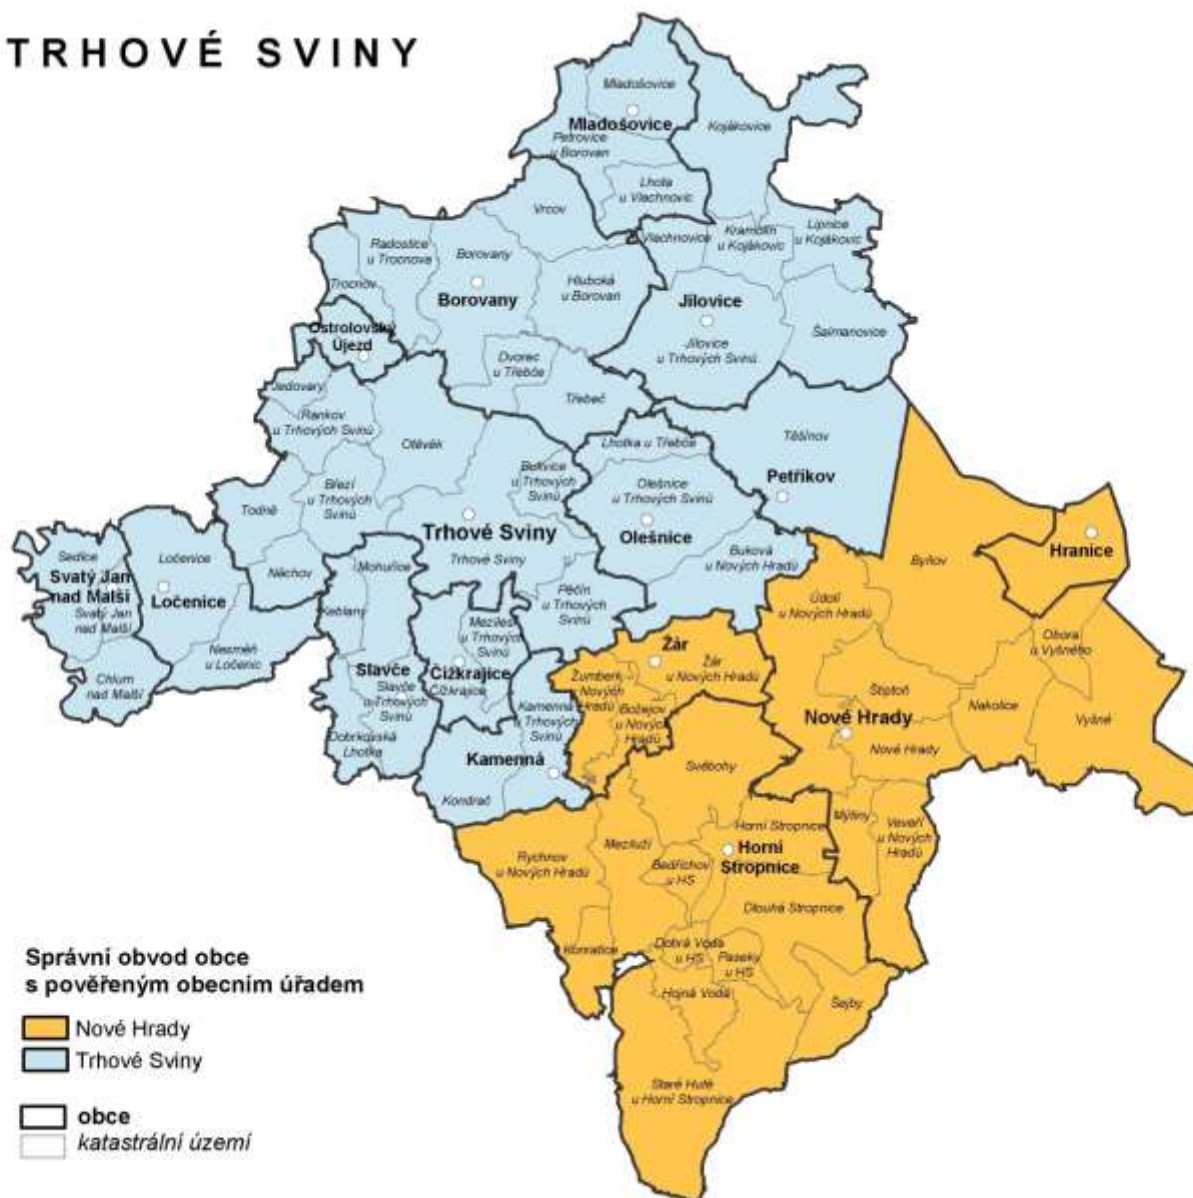 TRHOVÉ SVINY
Mladošovice
Mladošovice
Petrovice
u Borovan
Lhota
u Vlachnovic
Kojákovice
Vrcov
Radostice
u Trocnova
Borovany
Borovany
Hluboká
u Borovan
Trocnov
Vlachnovice
Kramolín
u Kojákovic
Lipnice
u Kojákovic
Jílovice
Jílovice
u Trhových Svinů
Šalmanovice
Ostrolovský
Újezd
Dvorec
u Třebče
Třebeč
Jedovary
Rankov
u Trhových Svinů
Otěvěk
Lhotka u Třebče
Těšínov
Petříkov
Bukvice
u Trhových
Svinů
Olešnice
u Trhových Svinů
Olešnice
Březí
u Trhových
Svinů
Todně
Trhové Sviny
Trhové Sviny
Buková
u Nových Hradů
Sedlce
Svatý Jan
nad Malší
Svatý Jan
nad Malší
Ločenice
Ločenice
Něchov
Mohuřice
Keblany
Pěčín
u Trhových
Svinů
Nesměň
u Ločenic
Chlum
nad Malší
Slavče
Slavče
u Trhových
Svinů
Mezilesí
u Trhových
Svinů
Čížkrajice
Čížkrajice
Dobrkovská
Lhotka
Kamenná
u Trhových
Svinů
Kamenná
Kondrač
Žár
Žár
u Nových Hradů
Žumberk
u Nových
Hradů
Božejov
u Nových
Hradů
Byňov
Hranice
Údolí
u Nových Hradů
Obora
u Vyšného
Štiptoň
Nakolice
Vyšné
Nové Hrady
Nové Hrady
Svébohy
Mýtiny
Veveří
u Nových
Hradů
Horní Stropnice
Horní
Stropnice
Meziluží
Bedřichov
u HS
Rychnov
u Nových Hradů
Dlouhá Stropnice
Konratice
Dobrá Voda
u HS
Paseky
u HS
Hojná Voda
Šejby
Staré Hutě
u Horní Stropnice
Správní obvod obce
s pověřeným obecním úřadem
Nové Hrady
Trhové Sviny
obce
katastrální území